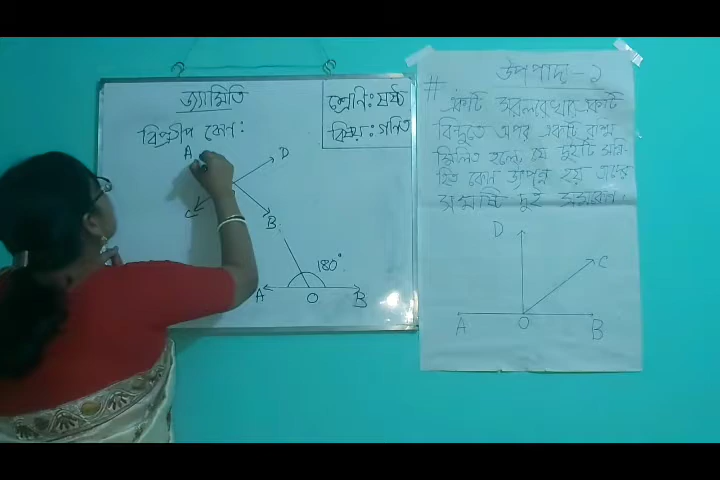 জ্যামিতি
শ্রেণি: ষষ্ঠ
বিষয়: গণিত
বিপ্রতীপ কোণ:
A
D
C
B
180°
A
O
B
উপপাদ্য - ১
# একটি সরলরেখার একটি
বিন্দুতে অপর একটি রশ্মি
মিলিত হলে, যে দুইটি সন্নি-
হিত কোণ উৎপন্ন হয় তাদের
সমষ্টি দুই সমকোণ।
D
C
A
O
B